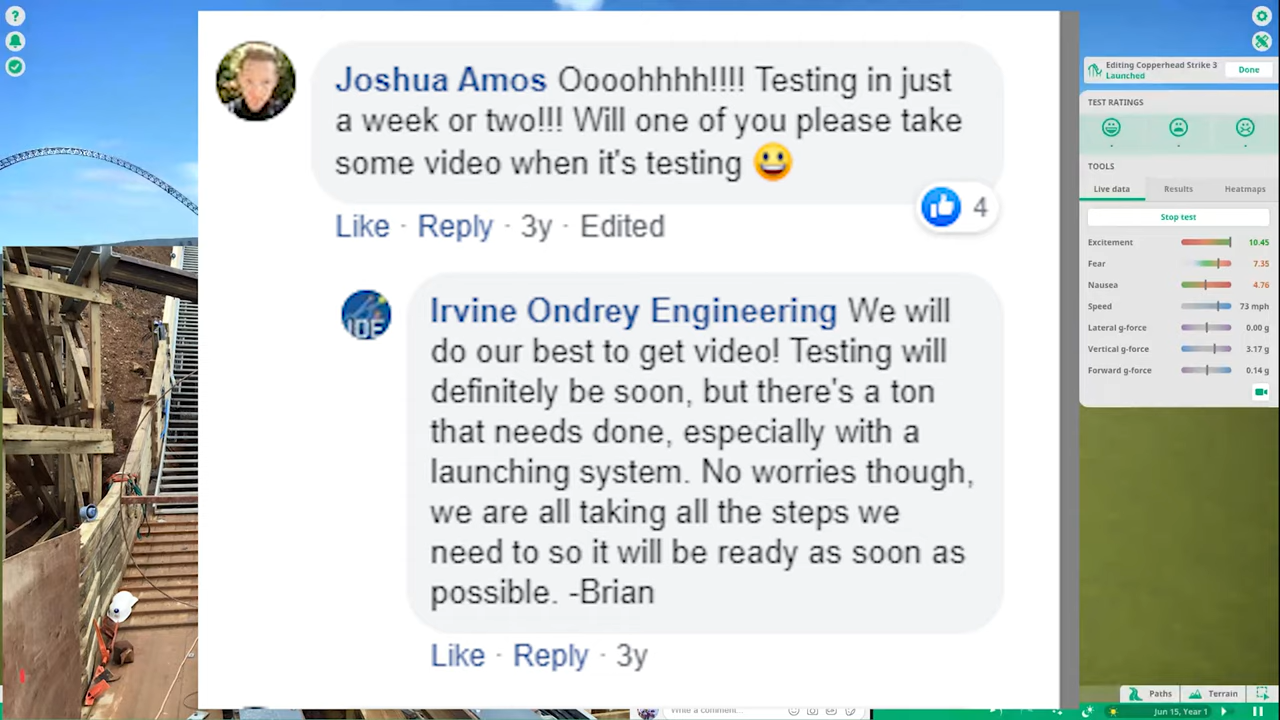 Joshua Amos Oooohhhh!!!! Testing in just
a week or two!!! Will one of you please take
some video when it's testing 😀
4
Like · Reply · 3y · Edited
IOE
Irvine Ondrey Engineering We will
do our best to get video! Testing will
definitely be soon, but there's a ton
that needs done, especially with a
launching system. No worries though,
we are all taking all the steps we
need to so it will be ready as soon as
possible. -Brian
Like · Reply · 3y
Write a comment...
?
Editing Copperhead Strike 3
Launched
Done
TEST RATINGS
- - -
TOOLS
Live data Results Heatmaps
Stop test
Excitement 10.45
Fear 7.35
Nausea 4.76
Speed 73 mph
Lateral g-force 0.00 g
Vertical g-force 3.17 g
Forward g-force 0.14 g
Paths Terrain
Jun 15, Year 1